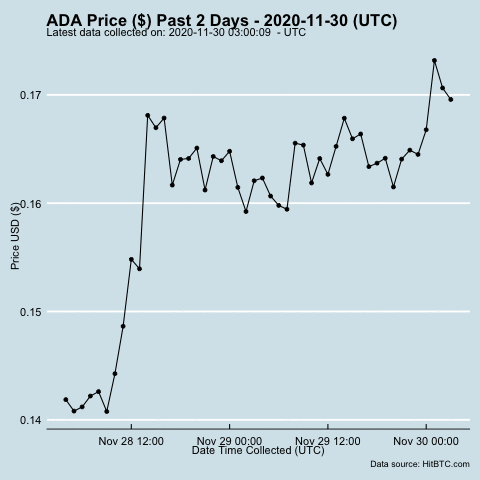 ADA Price ($) Past 2 Days - 2020-11-30 (UTC)
Latest data collected on: 2020-11-30 03:00:09  - UTC
0.17
0.16
Price USD ($)
0.15
0.14
Nov 28 12:00 Nov 29 00:00 Nov 29 12:00 Nov 30 00:00
Date Time Collected (UTC)
Data source: HitBTC.com